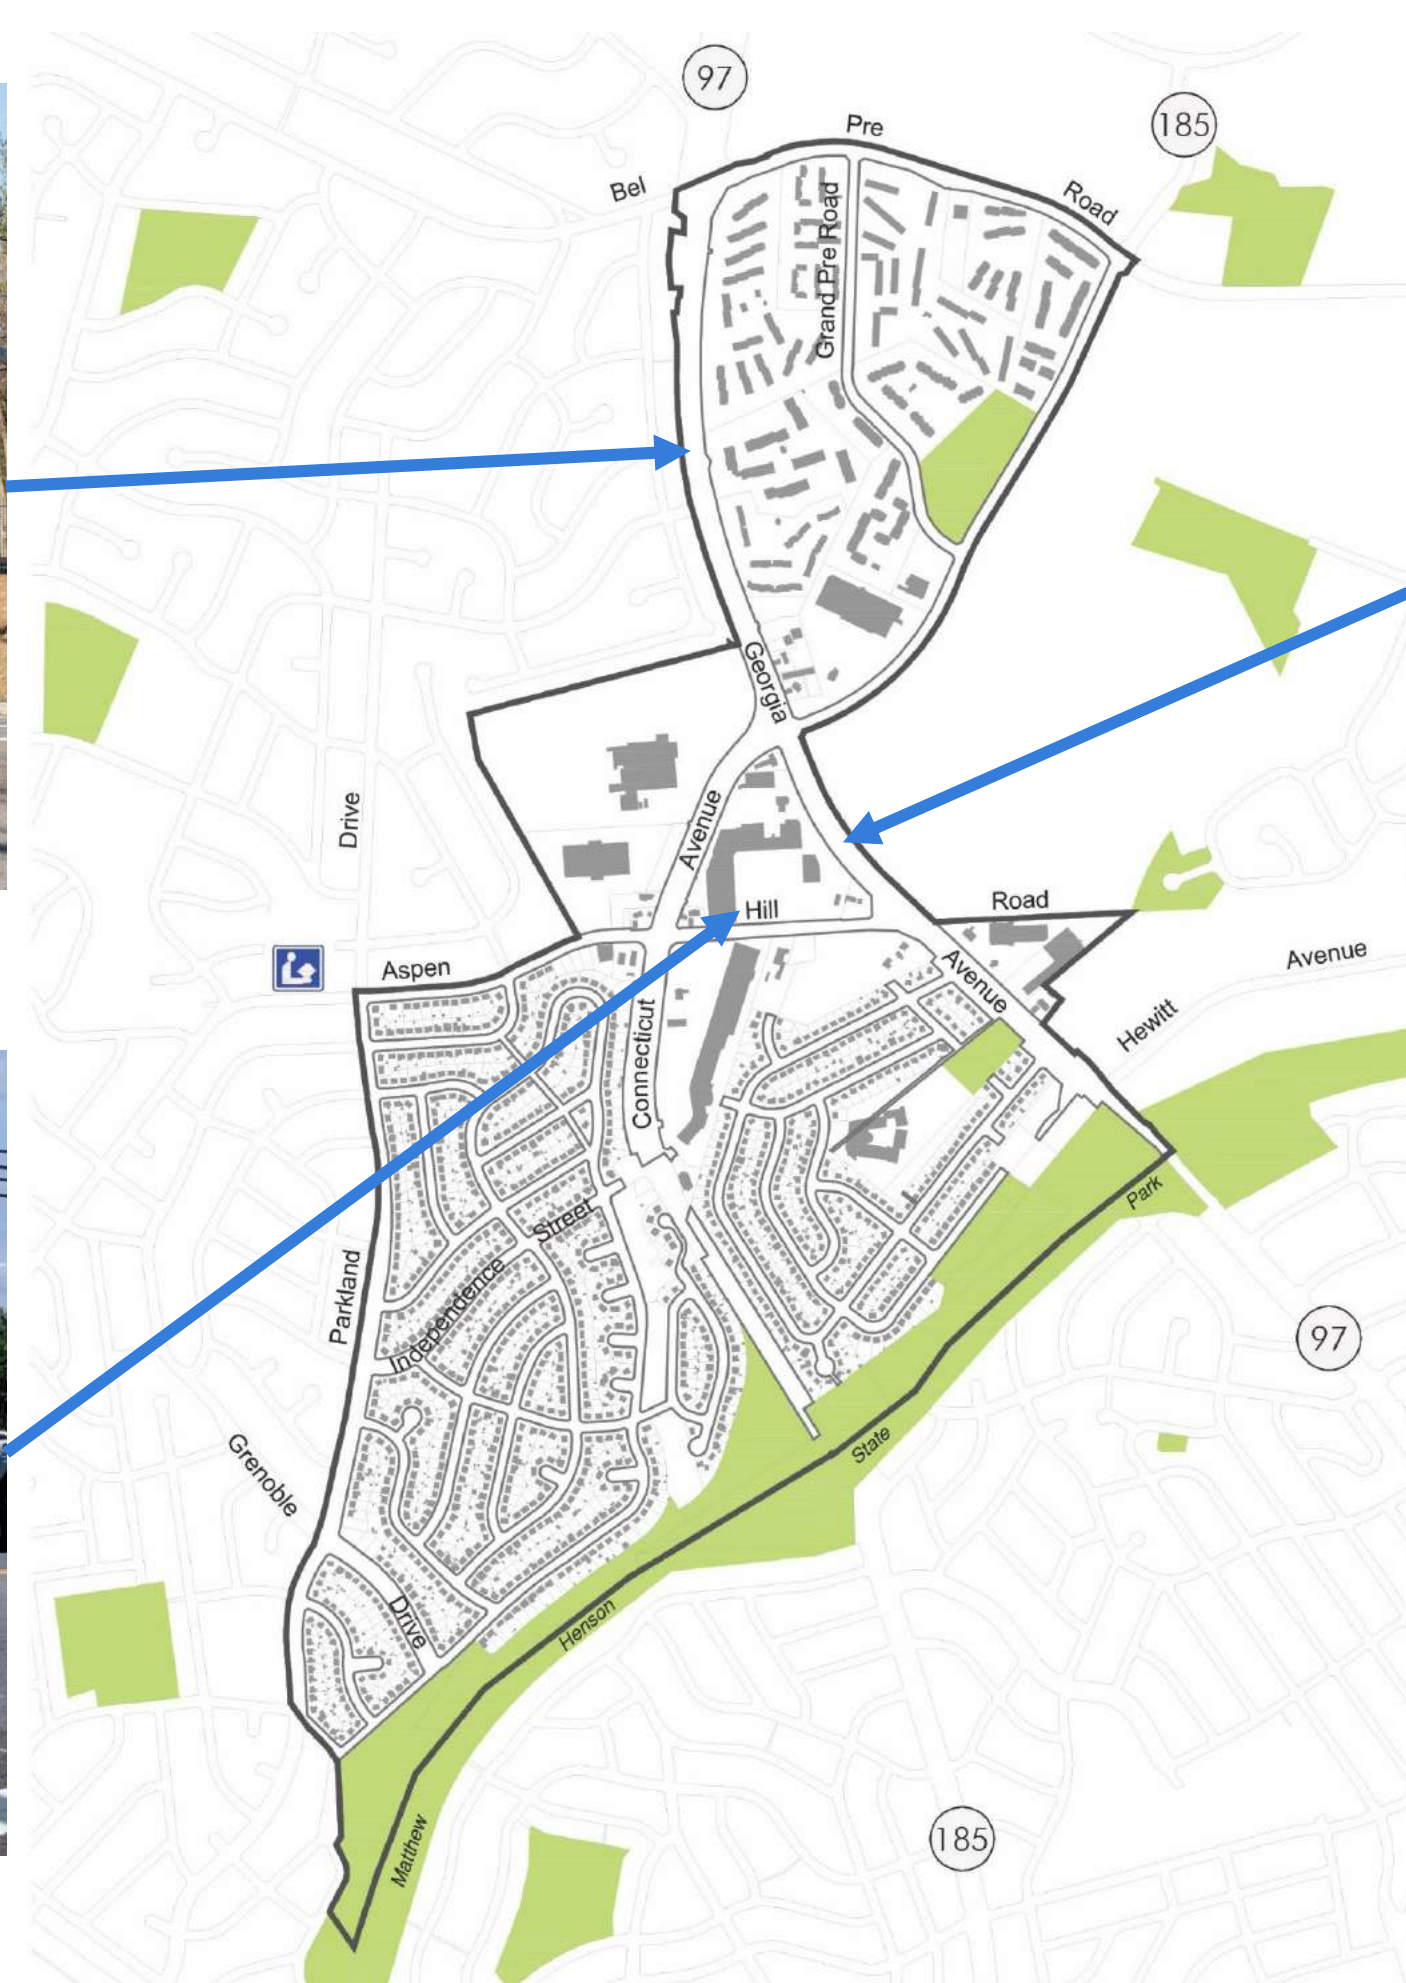 97
185
Pre
Bel
Road
Grand Pre Road
Georgia
Drive
Avenue
Hill
Road
Aspen
Avenue
Avenue
Hewitt
Connecticut
Park
Street
Parkland
Independence
97
State
Grenoble
Drive
Henson
185
Matthew